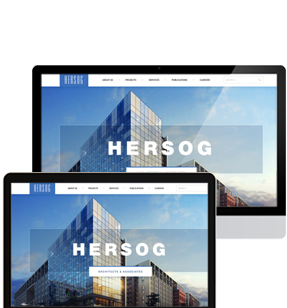 HERSOG
ABOUT US PROJECTS SERVICES PUBLICATIONS CAREERS
HERSOG
HERSOG
ABOUT US PROJECTS SERVICES PUBLICATIONS CAREERS
HERSOG
ARCHITECTS & ASSOCIATES